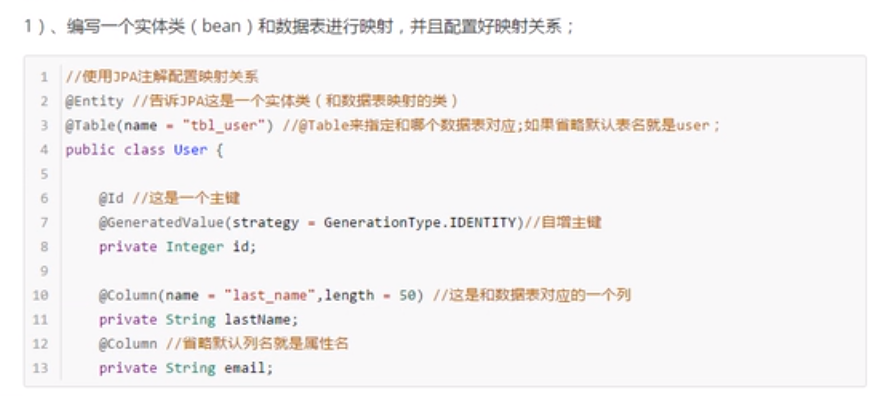 1）、编写一个实体类（bean）和数据表进行映射，并且配置好映射关系；
1 //使用JPA注解配置映射关系
2 @Entity //告诉JPA这是一个实体类（和数据表映射的类）
3 @Table(name = "tbl_user") //@Table来指定和哪个数据表对应;如果省略默认表名就是user；
4 public class User {
5
6 @Id //这是一个主键
7 @GeneratedValue(strategy = GenerationType.IDENTITY)//自增主键
8 private Integer id;
9
10 @Column(name = "last_name",length = 50) //这是和数据表对应的一个列
11 private String lastName;
12 @Column //省略默认列名就是属性名
13 private String email;